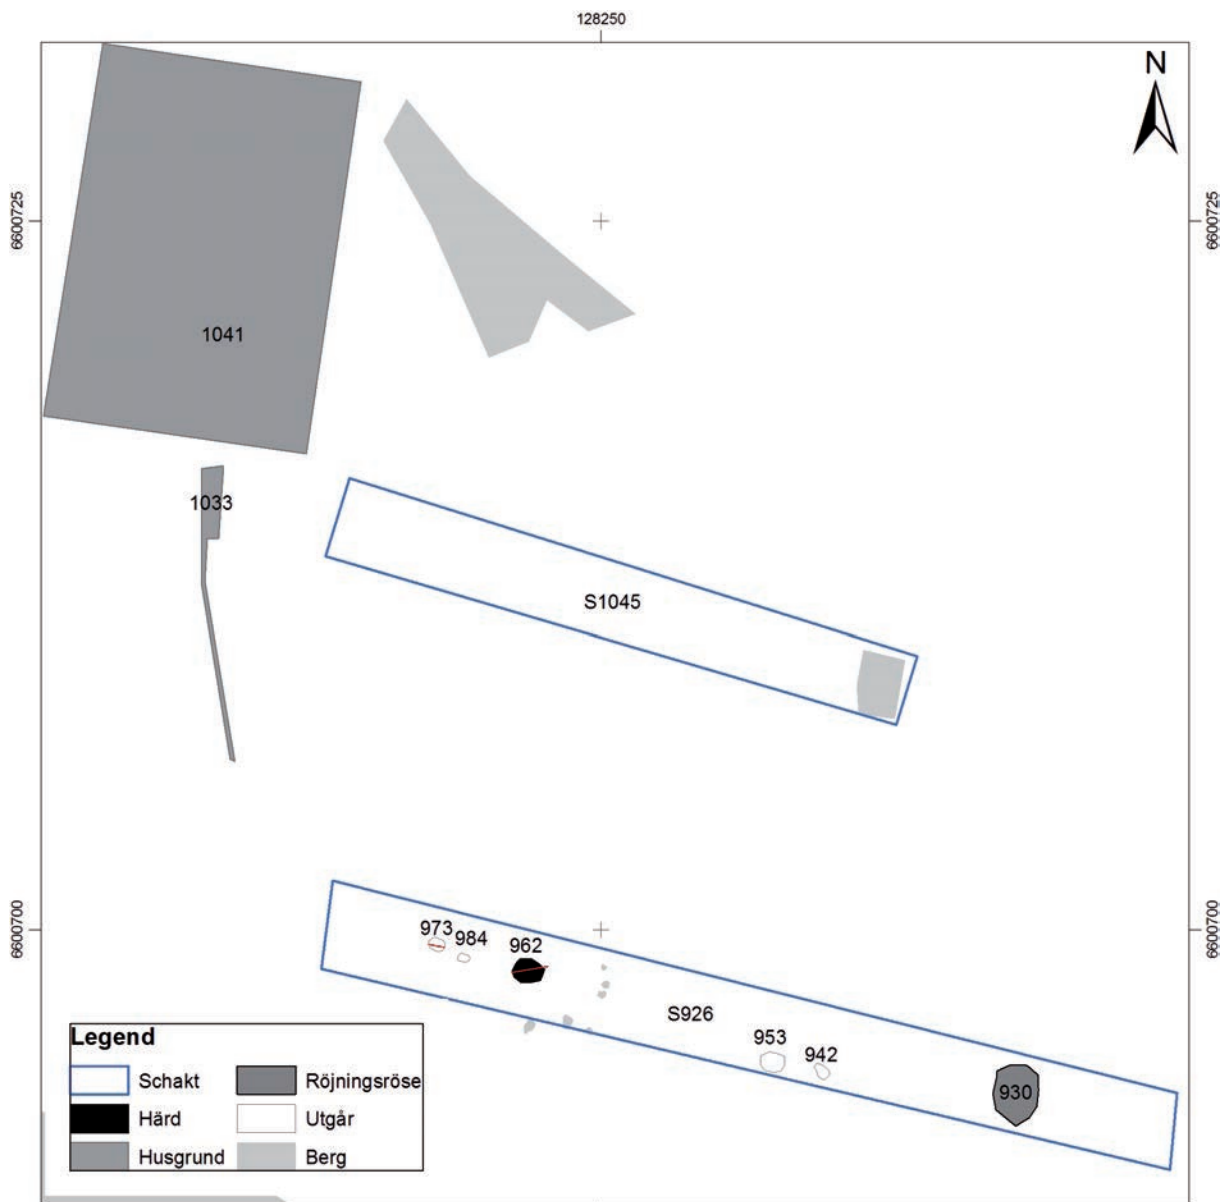 128250
N
6600725
6600725
1041
1033
S1045
6600700
6600700
973
984
962
S926
953
942
930
Legend
Schakt
Röjningsröse
Härd
Utgår
Husgrund
Berg